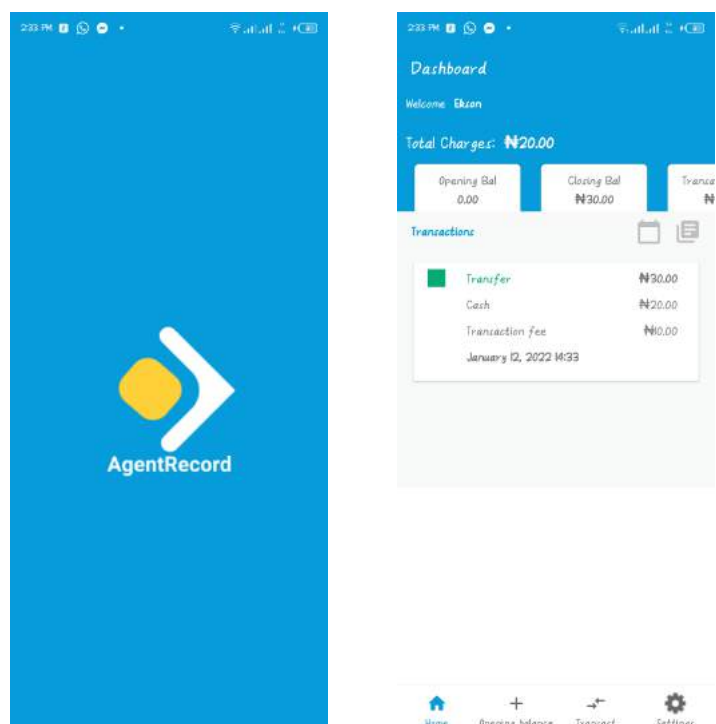 2:33 PM
AgentRecord
2:33 PM
Dashboard
Welcome Ekson
Total Charges: ₦20.00
Opening Bal
0.00
Closing Bal
₦30.00
Transa
₦
Transactions
Transfer ₦30.00
Cash ₦20.00
Transaction fee ₦10.00
January 12, 2022 14:33
Home Opening balance Transact Settings